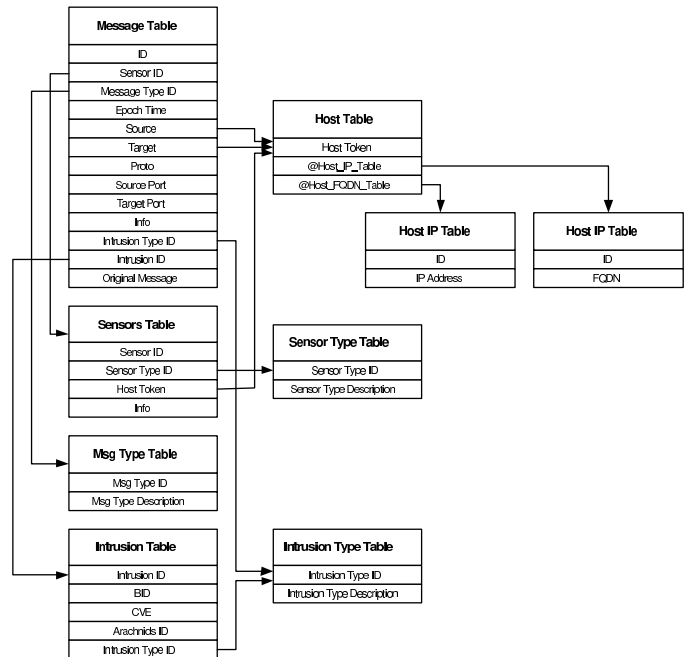 Message Table
ID
Sensor ID
Message Type ID
Epoch Time
Source
Target
Proto
Source Port
Target Port
Info
Intrusion Type ID
Intrusion ID
Original Message
Host Table
Host Token
@Host_IP_Table
@Host_FQDN_Table
Host IP Table
ID
IP Address
Host IP Table
ID
FQDN
Sensors Table
Sensor ID
Sensor Type ID
Host Token
Info
Sensor Type Table
Sensor Type ID
Sensor Type Description
Msg Type Table
Msg Type ID
Msg Type Description
Intrusion Table
Intrusion ID
BID
CVE
Arachnids ID
Intrusion Type ID
Intrusion Type Table
Intrusion Type ID
Intrusion Type Description